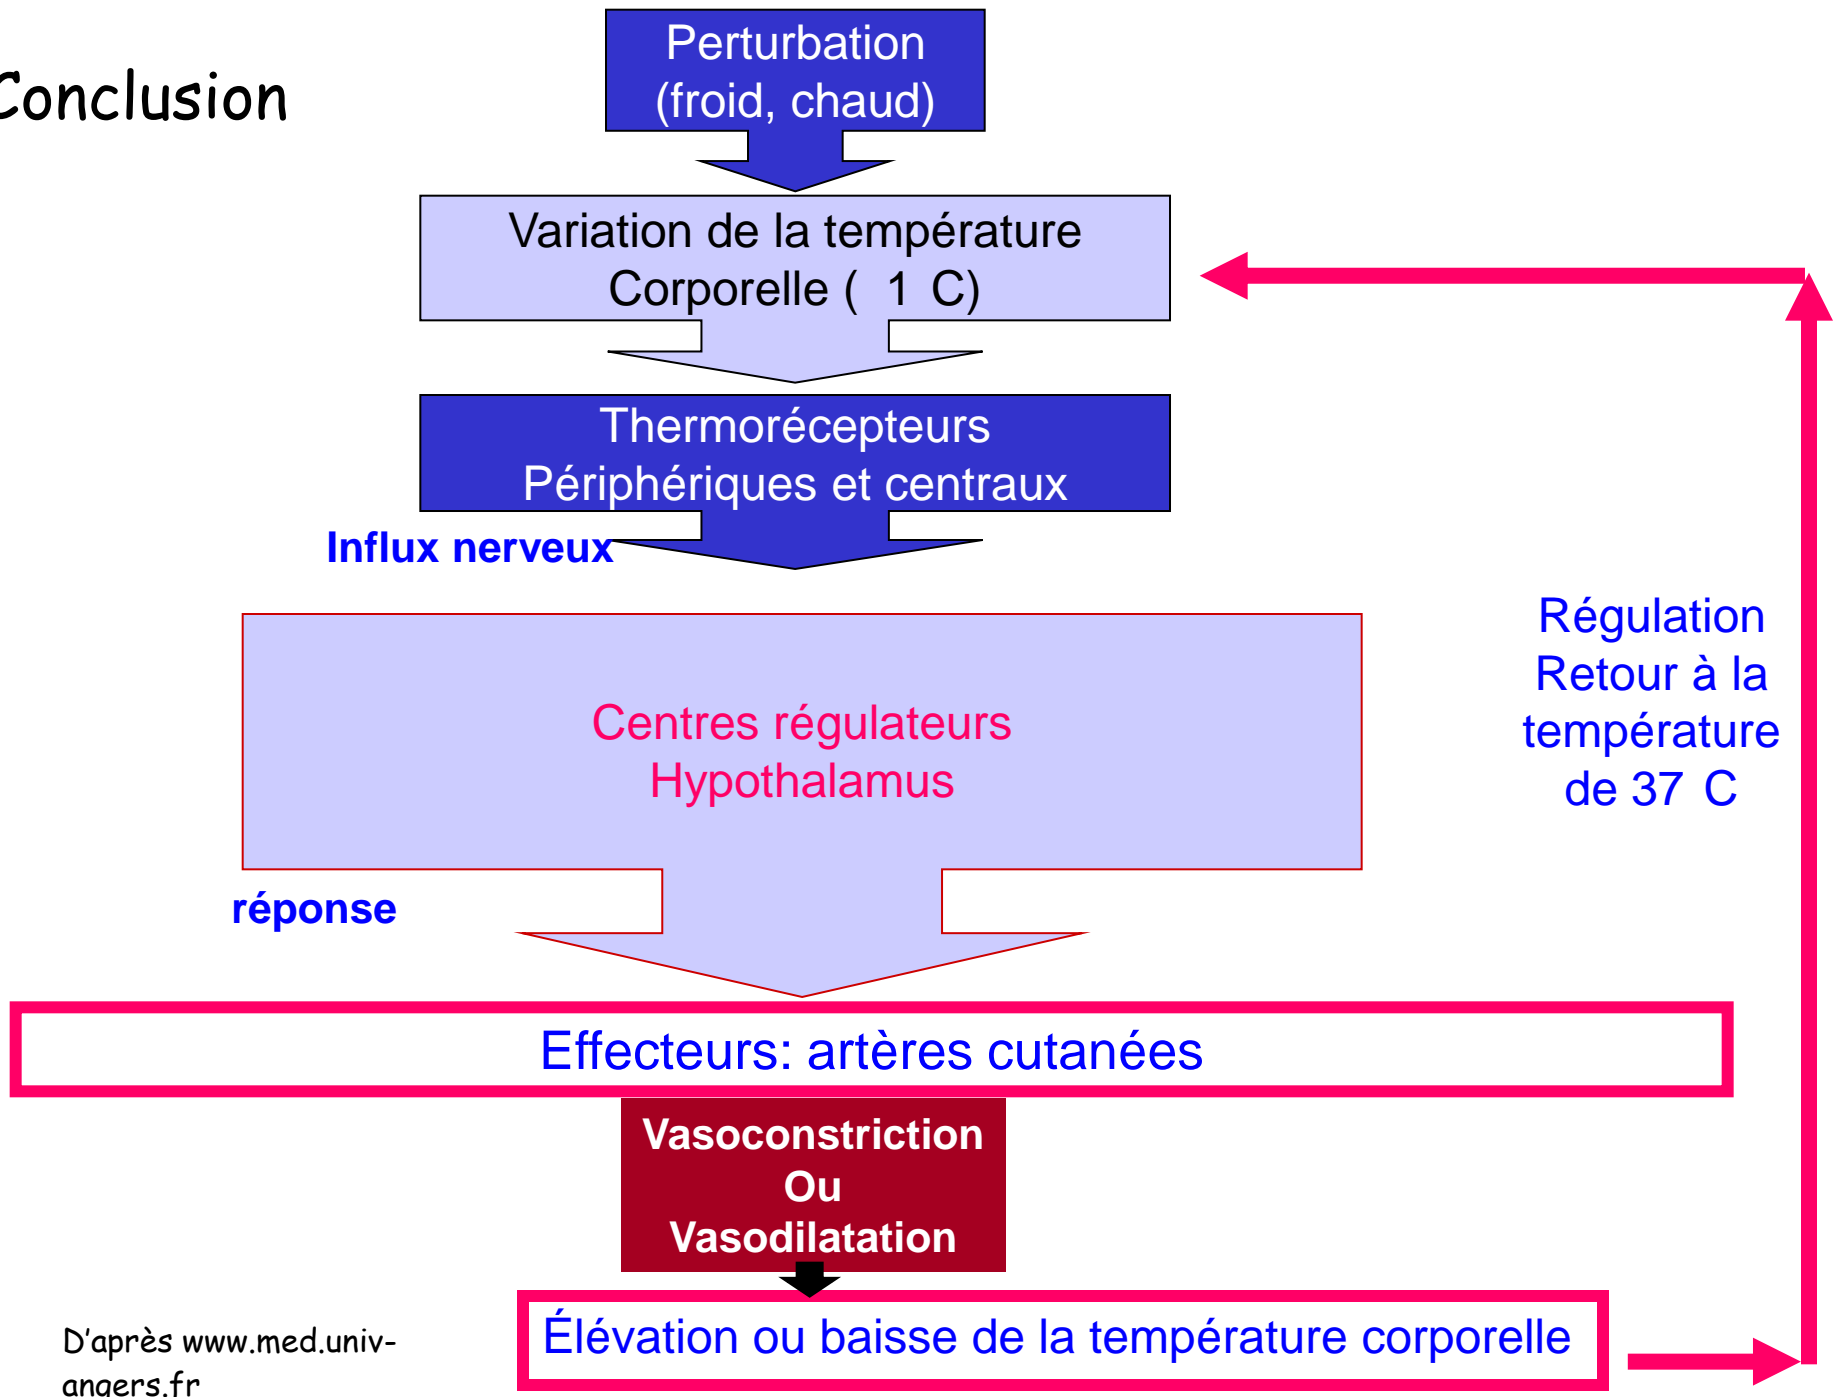 Conclusion
Perturbation
(froid, chaud)
Variation de la température
Corporelle ( 1 C)
Thermorécepteurs
Périphériques et centraux
Influx nerveux
Centres régulateurs
Hypothalamus
Régulation
Retour à la
température
de 37 C
réponse
Effecteurs: artères cutanées
Vasoconstriction
Ou
Vasodilatation
Élévation ou baisse de la température corporelle
D'après www.med.univ-
angers.fr